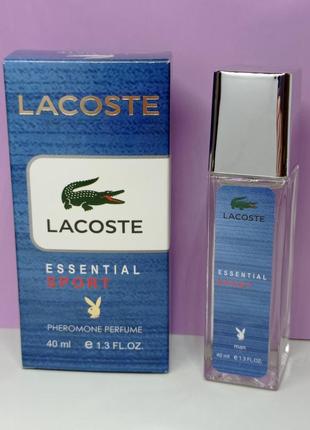 LACOSTE
LACOSTE
ESSENTIAL
SPORT
PHEROMONE PERFUME
40 ml e 1.3 FL.OZ.
LACOSTE
ESSENTIAL
SPORT
man
40 ml e 1.3 FL.OZ.